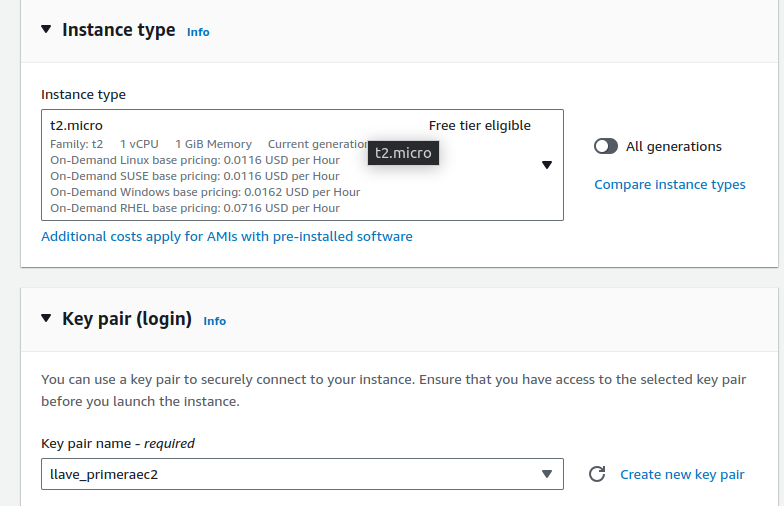 Instance type Info
Instance type
t2.micro Free tier eligible
Family: t2 1 vCPU 1 GiB Memory Current generation
t2.micro
On-Demand Linux base pricing: 0.0116 USD per Hour
On-Demand SUSE base pricing: 0.0116 USD per Hour
On-Demand Windows base pricing: 0.0162 USD per Hour
On-Demand RHEL base pricing: 0.0716 USD per Hour
All generations
Compare instance types
Additional costs apply for AMIs with pre-installed software
Key pair (login) Info
You can use a key pair to securely connect to your instance. Ensure that you have access to the selected key pair
before you launch the instance.
Key pair name - required
llave_primeraec2
Create new key pair